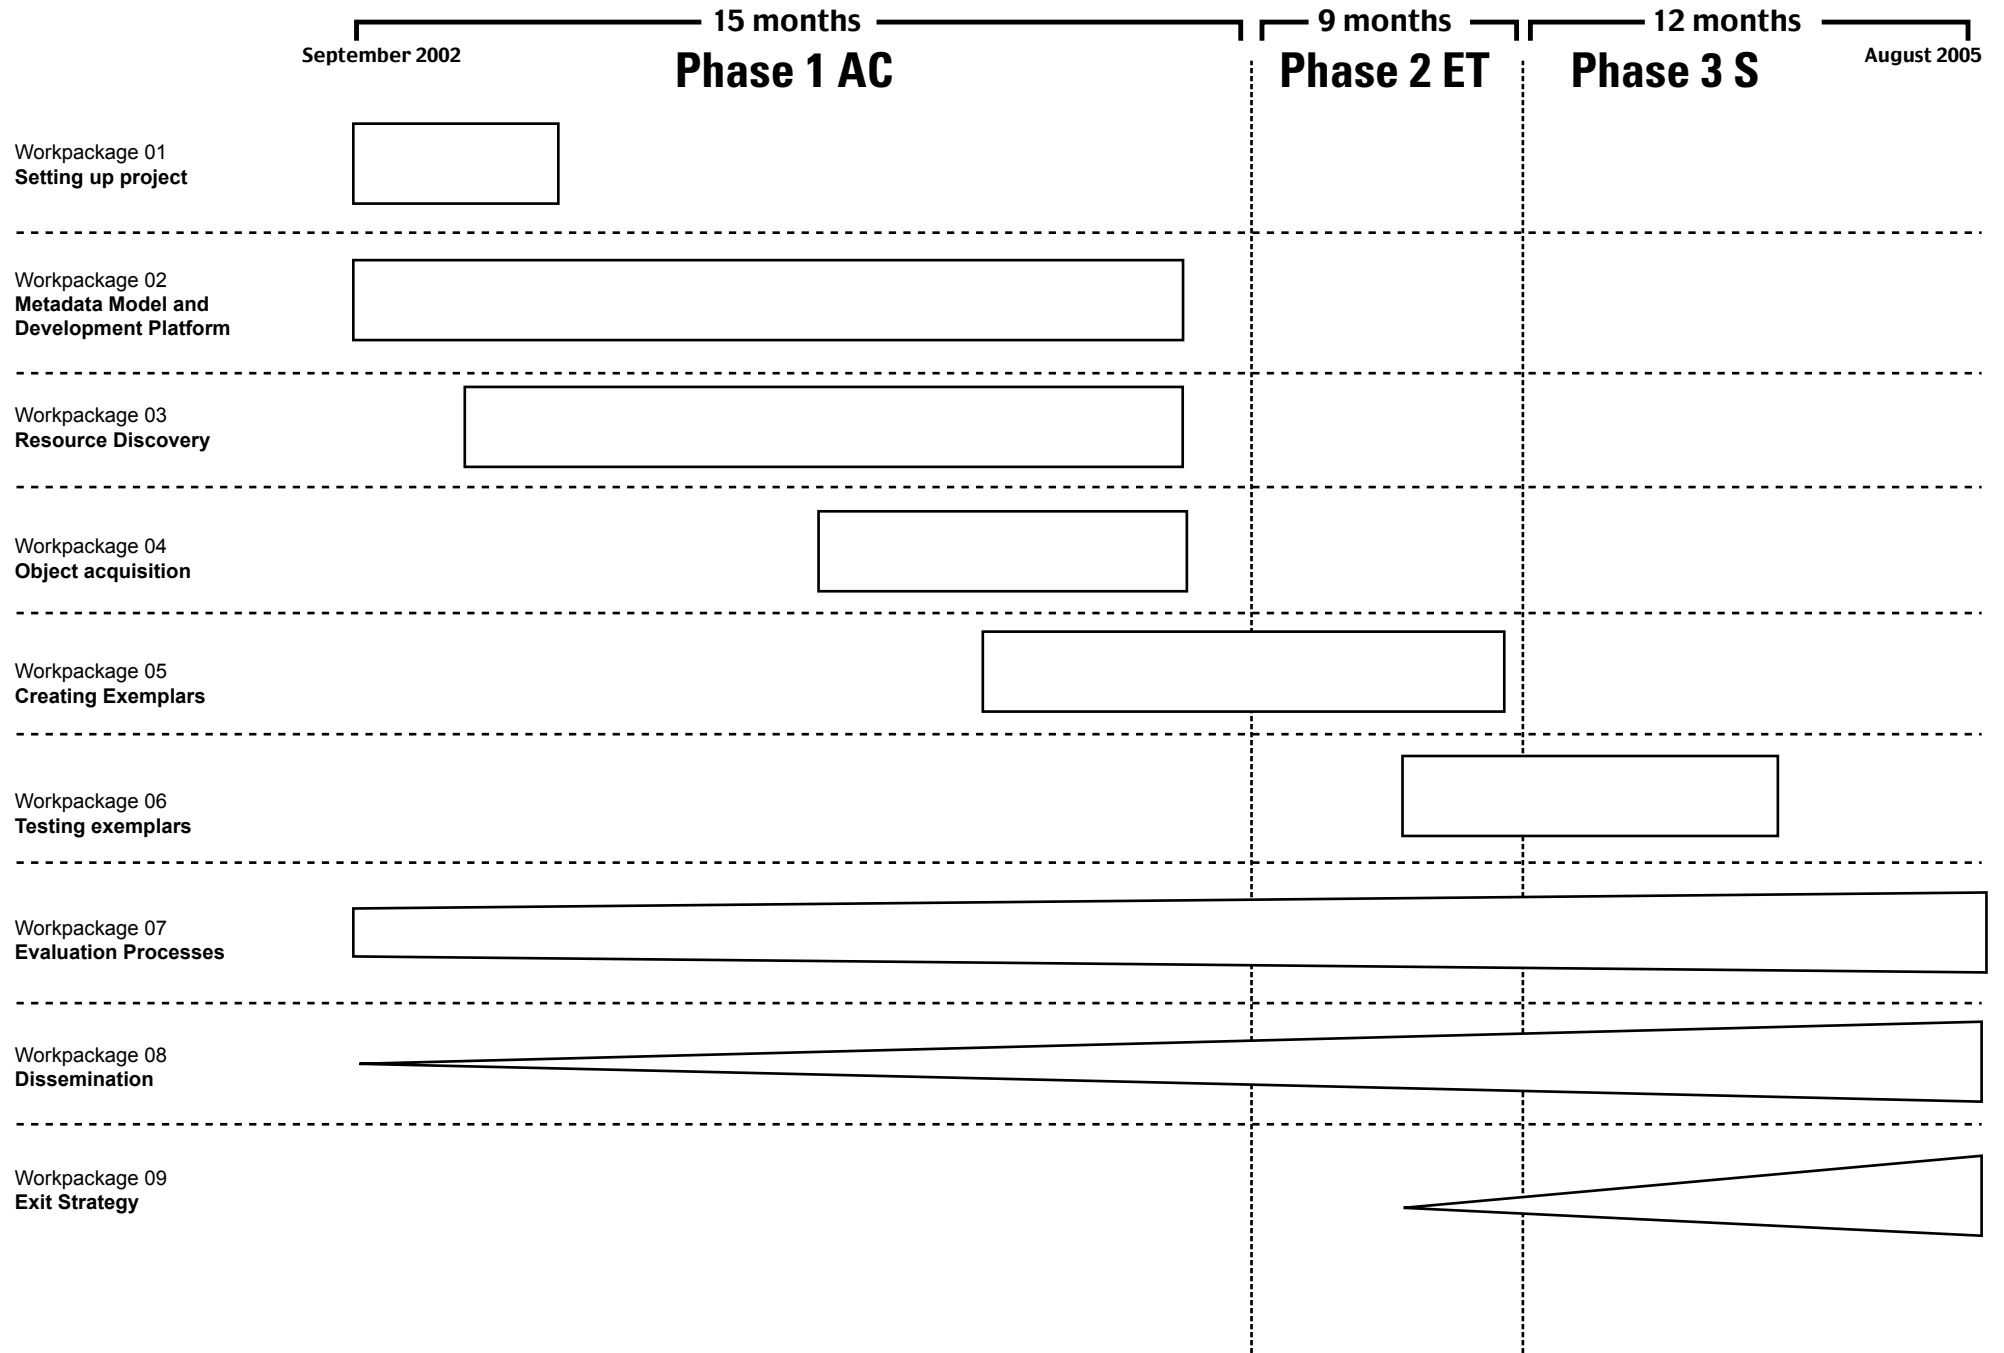 15 months
9 months
12 months
September 2002
Phase 1 AC
Phase 2 ET
Phase 3 S
August 2005
Workpackage 01
Setting up project
Workpackage 02
Metadata Model and
Development Platform
Workpackage 03
Resource Discovery
Workpackage 04
Object acquisition
Workpackage 05
Creating Exemplars
Workpackage 06
Testing exemplars
Workpackage 07
Evaluation Processes
Workpackage 08
Dissemination
Workpackage 09
Exit Strategy